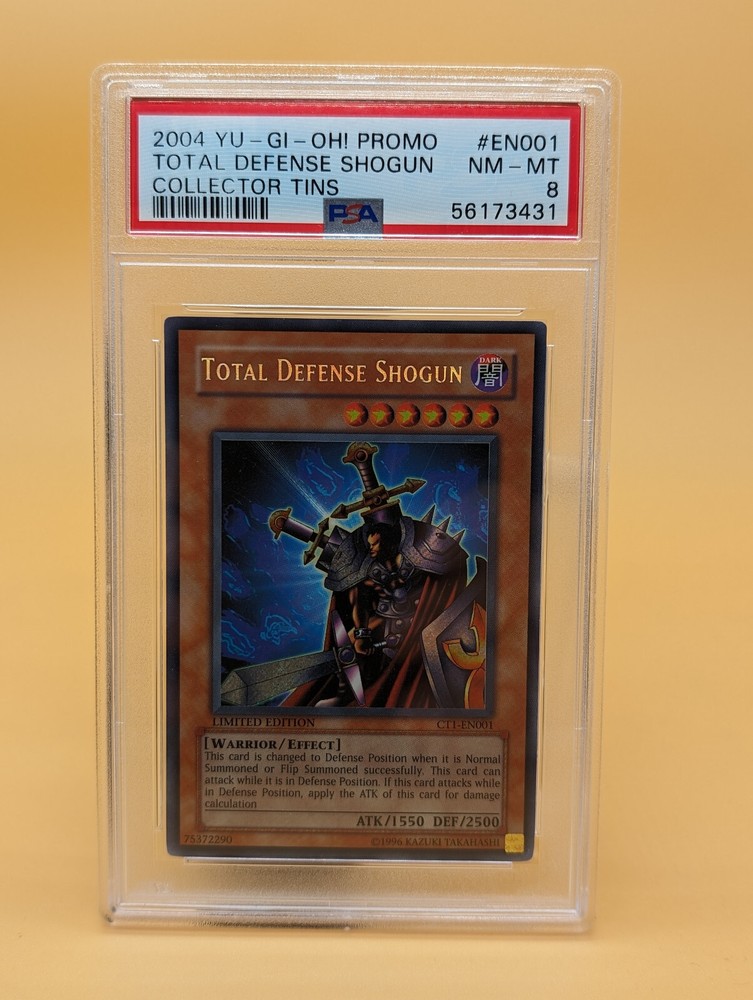 2004 YU-GI-OH! PROMO #EN001
TOTAL DEFENSE SHOGUN NM-MT
COLLECTOR TINS 8
PSA 56173431
TOTAL DEFENSE SHOGUN DARK 闇
LIMITED EDITION CT1-EN001
[WARRIOR/EFFECT]
This card is changed to Defense Position when it is Normal
Summoned or Flip Summoned successfully. This card can
attack while it is in Defense Position. If this card attacks while
in Defense Position, apply the ATK of this card for damage
calculation
ATK/1550 DEF/2500
75372290 ©1996 KAZUKI TAKAHASHI